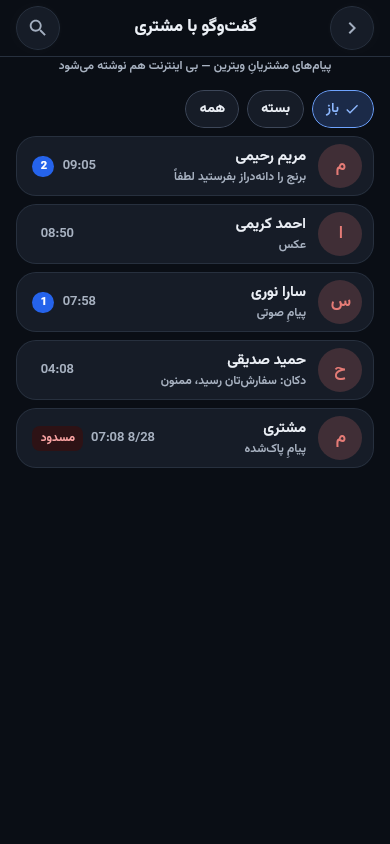 گفت‌وگو با مشتری
پیام‌های مشتریانِ ویترین — بی اینترنت هم نوشته می‌شود
باز
بسته
همه
م
مریم رحیمی
09:05
2
برنج را دانه‌دراز بفرستید لطفاً
ا
احمد کریمی
08:50
عکس
س
سارا نوری
07:58
1
پیامِ صوتی
ح
حمید صدیقی
04:08
دکان: سفارش‌تان رسید، ممنون
م
مشتری
07:08 8/28
مسدود
پیامِ پاک‌شده